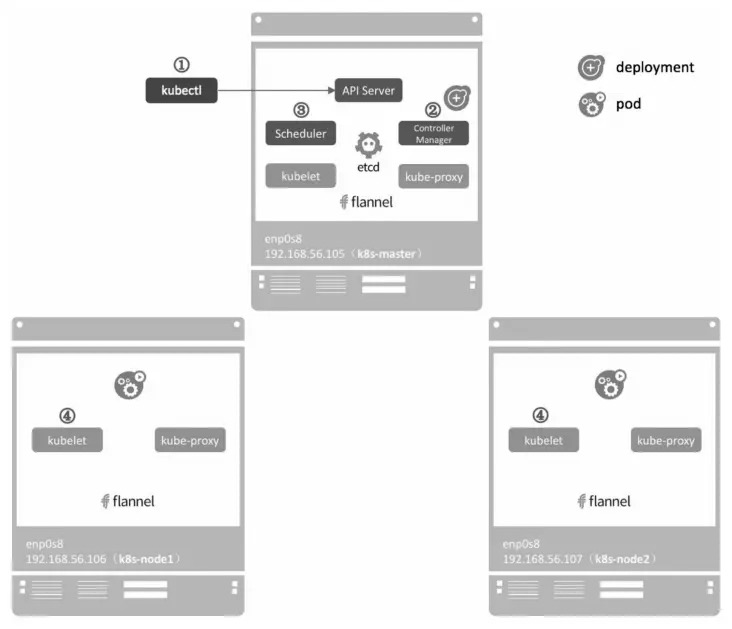 ①
kubectl
API Server
deployment
pod
③
②
Scheduler
Controller
Manager
etcd
kubelet
kube-proxy
flannel
enp0s8
192.168.56.105（k8s-master）
④
kubelet
kube-proxy
flannel
enp0s8
192.168.56.106（k8s-node1）
④
kubelet
kube-proxy
flannel
enp0s8
192.168.56.107（k8s-node2）